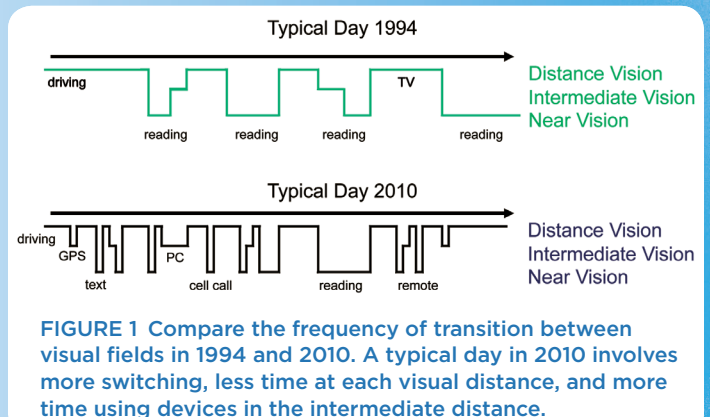 Typical Day 1994
driving
TV
reading
reading
reading
reading
Distance Vision
Intermediate Vision
Near Vision
Typical Day 2010
driving
GPS
PC
text
cell call
reading
remote
Distance Vision
Intermediate Vision
Near Vision
FIGURE 1 Compare the frequency of transition between
visual fields in 1994 and 2010. A typical day in 2010 involves
more switching, less time at each visual distance, and more
time using devices in the intermediate distance.